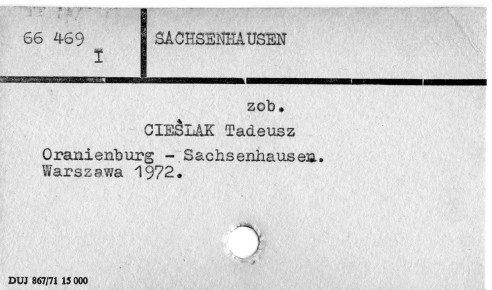 66 469
I
SACHSENHAUSEN
zob.
CIEŚLAK Tadeusz
Oranienburg - Sachsenhausen.
Warszawa 1972.
DUJ 867/71 15 000